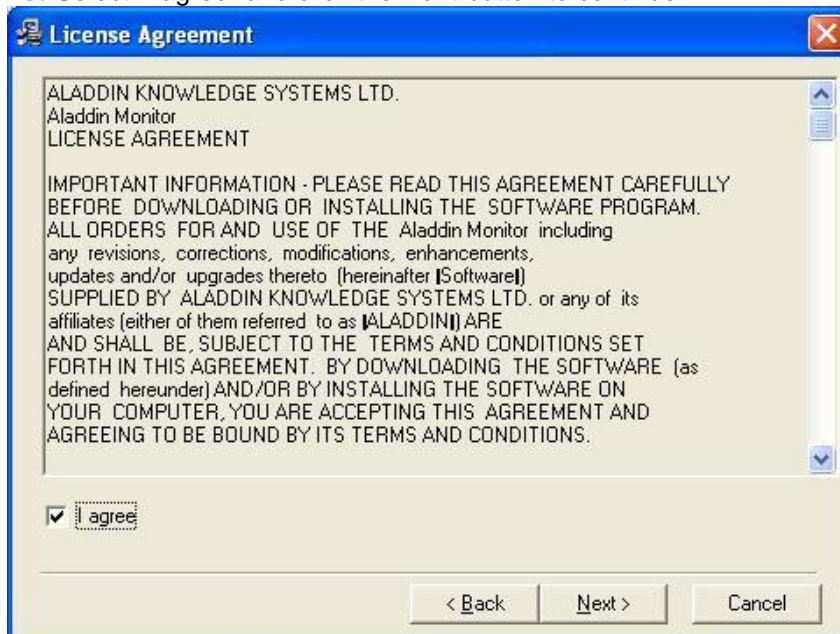 License Agreement
ALADDIN KNOWLEDGE SYSTEMS LTD.
Aladdin Monitor
LICENSE AGREEMENT
IMPORTANT INFORMATION - PLEASE READ THIS AGREEMENT CAREFULLY
BEFORE DOWNLOADING OR INSTALLING THE SOFTWARE PROGRAM.
ALL ORDERS FOR AND USE OF THE Aladdin Monitor including
any revisions, corrections, modifications, enhancements,
updates and/or upgrades thereto (hereinafter |Software|)
SUPPLIED BY ALADDIN KNOWLEDGE SYSTEMS LTD. or any of its
affiliates (either of them referred to as |ALADDIN|) ARE
AND SHALL BE, SUBJECT TO THE TERMS AND CONDITIONS SET
FORTH IN THIS AGREEMENT. BY DOWNLOADING THE SOFTWARE (as
defined hereunder) AND/OR BY INSTALLING THE SOFTWARE ON
YOUR COMPUTER, YOU ARE ACCEPTING THIS AGREEMENT AND
AGREEING TO BE BOUND BY ITS TERMS AND CONDITIONS.
I agree
< Back Next > Cancel